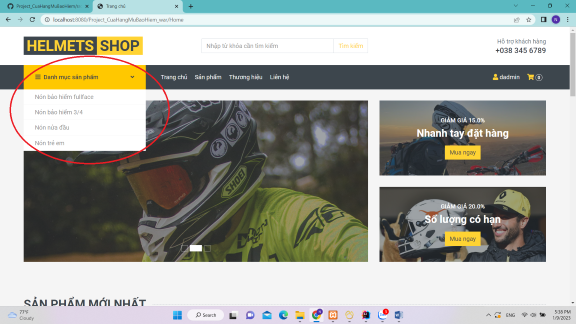 Project_CuaHangMuBaoHiem/n
Trang chủ
localhost:8080/Project_CuaHangMuBaoHiem_war/Home
HELMETS SHOP
Nhập từ khóa cần tìm kiếm
Tìm kiếm
Hỗ trợ khách hàng
+038 345 6789
Danh mục sản phẩm
Trang chủ
Sản phẩm
Thương hiệu
Liên hệ
dadmin
0
Nón bảo hiểm fullface
Nón bảo hiểm 3/4
Nón nửa đầu
Nón trẻ em
SHOEI
GIẢM GIÁ 15.0%
Nhanh tay đặt hàng
Mua ngay
GIẢM GIÁ 20.0%
Số lượng có hạn
Mua ngay
SẢN PHẨM MỚI NHẤT
77°F
Cloudy
Search
ENG
5:38 PM
1/9/2023